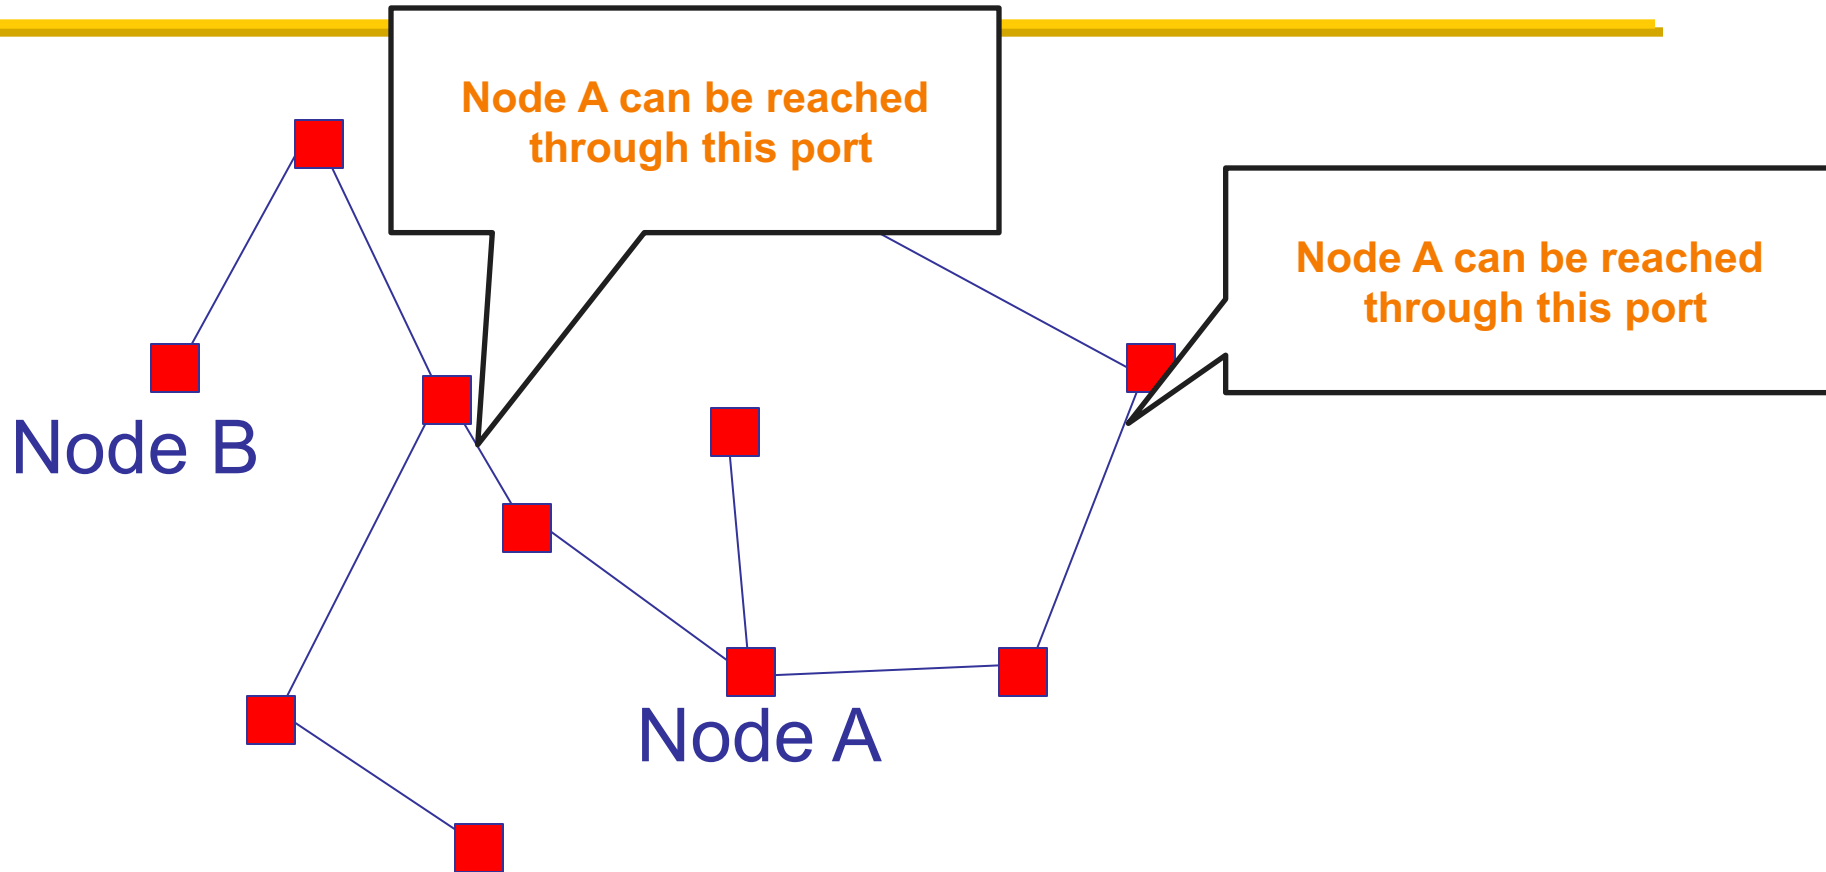 Node A can be reached
through this port
Node A can be reached
through this port
Node B
Node A